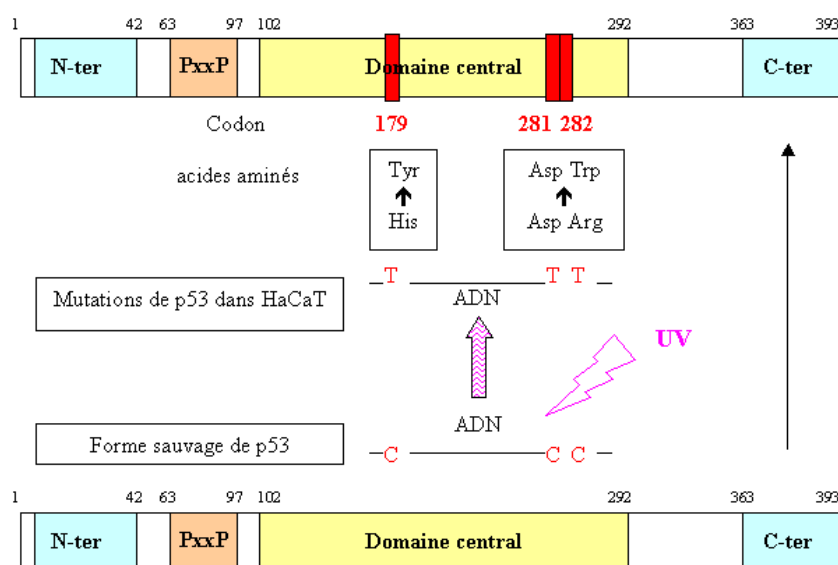 1 42 63 97 102 292 363 393
N-ter PxxP Domaine central C-ter
Codon 179 281 282
acides aminés Tyr Asp Trp
His Asp Arg
T T T
Mutations de p53 dans HaCaT ADN
UV
ADN
Forme sauvage de p53 C C C
1 42 63 97 102 292 363 393
N-ter PxxP Domaine central C-ter